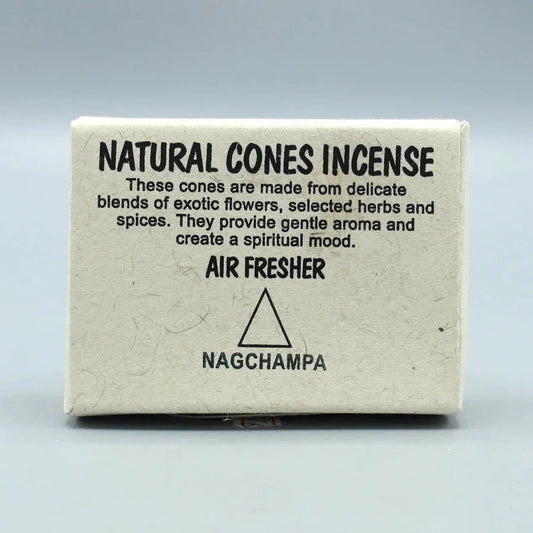 NATURAL CONES INCENSE
These cones are made from delicate
blends of exotic flowers, selected herbs and
spices. They provide gentle aroma and
create a spiritual mood.
AIR FRESHER
NAGCHAMPA